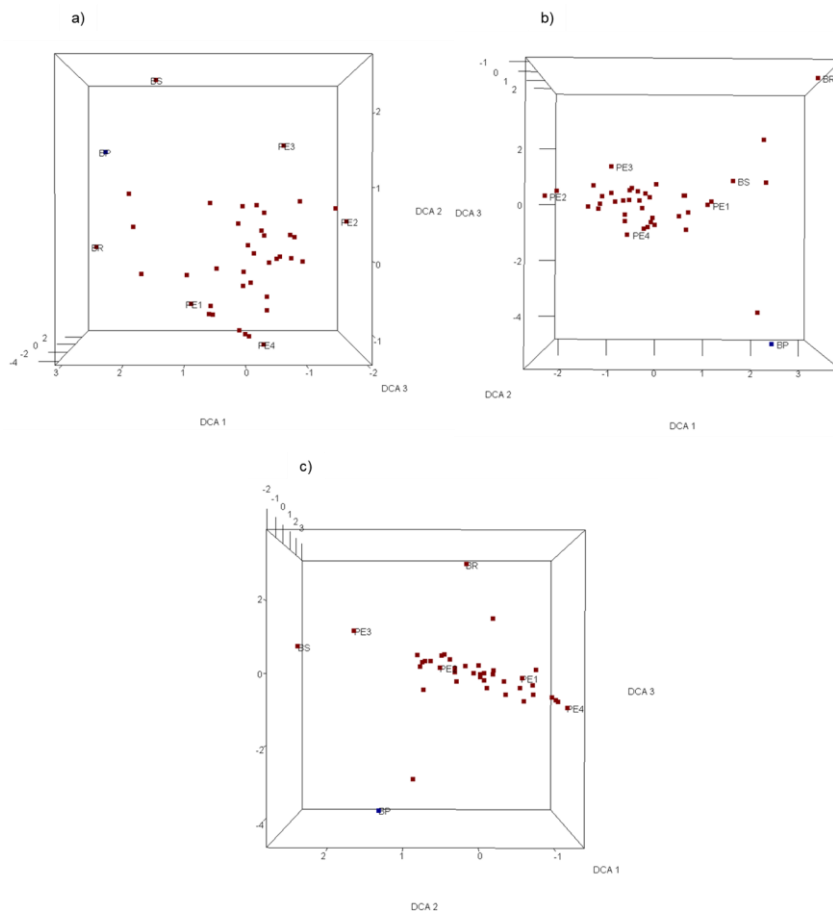 a)
BS
BP
PE3
PE2
BR
PE1
PE4
2
1
0
-1
2
0
-2
-4
3 2 1 0 -1 -2
DCA 2
DCA 3
DCA 1
b)
-1
0
1
2
BR
2
0
-2
-4
PE3
PE2
BS
PE1
PE4
BP
-2 -1 0 1 2 3
DCA 3
DCA 2
DCA 1
c)
-2
-1
0
1
2
3
BR
2
0
-2
-4
PE3
BS
PE1
PE4
BP
2 1 0 -1
DCA 3
DCA 1
DCA 2